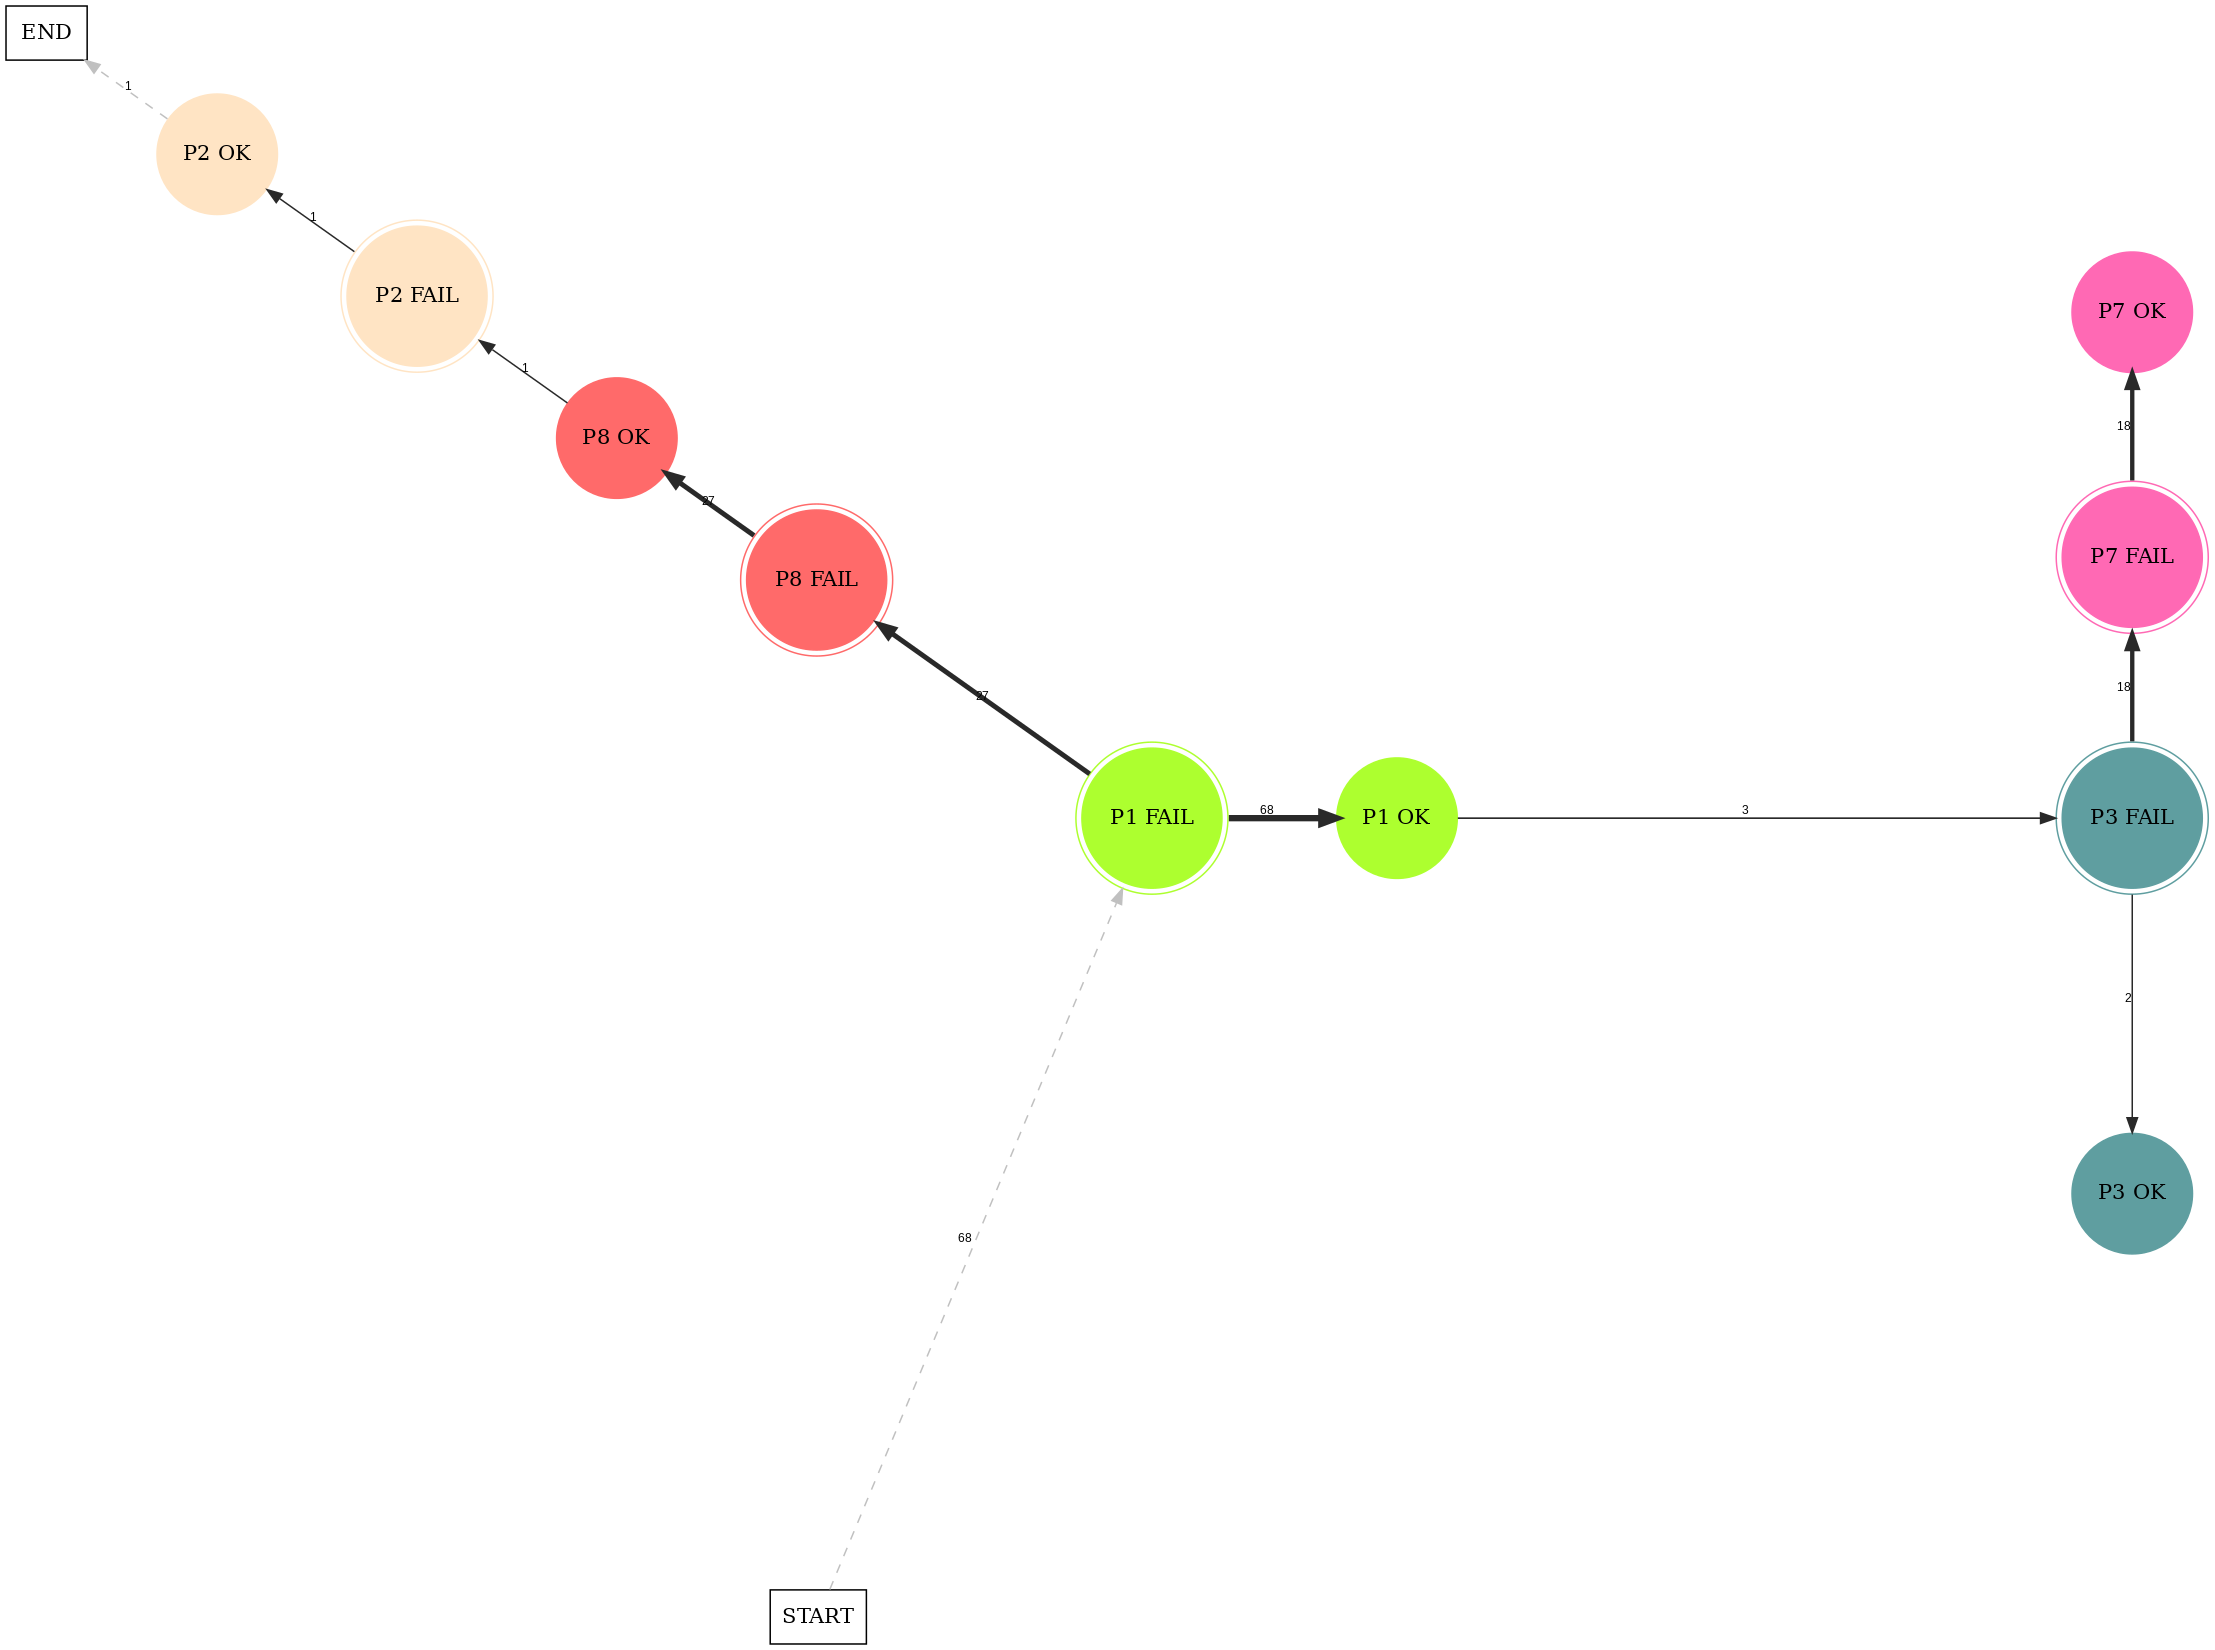 END
1
P2 OK
1
P2 FAIL
P7 OK
1
P8 OK
18
27
P7 FAIL
P8 FAIL
18
27
68
3
P1 FAIL
P1 OK
P3 FAIL
2
P3 OK
68
START